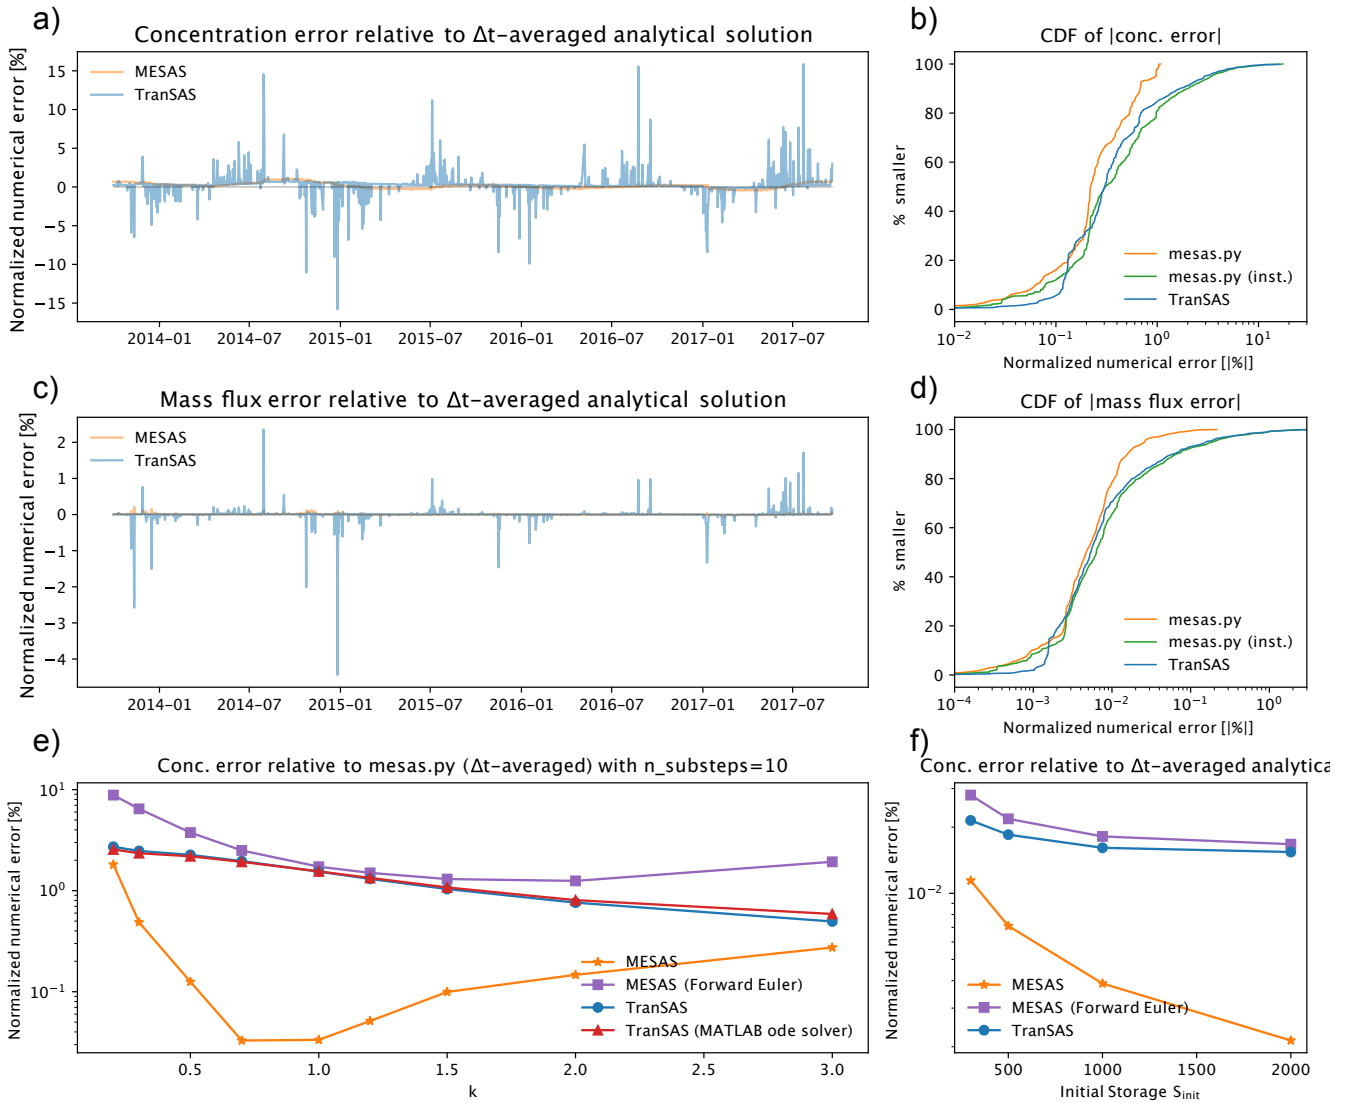 a)
Concentration error relative to Δt-averaged analytical solution
Normalized numerical error [%]
15
10
5
0
−5
−10
−15
MESAS
TranSAS
2014−01
2014−07
2015−01
2015−07
2016−01
2016−07
2017−01
2017−07
b)
CDF of |conc. error|
% smaller
100
80
60
40
20
0
mesas.py
mesas.py (inst.)
TranSAS
10⁻²
10⁻¹
10⁰
10¹
Normalized numerical error [|%|]
c)
Mass flux error relative to Δt-averaged analytical solution
Normalized numerical error [%]
2
1
0
−1
−2
−3
−4
MESAS
TranSAS
2014−01
2014−07
2015−01
2015−07
2016−01
2016−07
2017−01
2017−07
d)
CDF of |mass flux error|
% smaller
100
80
60
40
20
0
mesas.py
mesas.py (inst.)
TranSAS
10⁻⁴
10⁻³
10⁻²
10⁻¹
10⁰
Normalized numerical error [|%|]
e)
Conc. error relative to mesas.py (Δt-averaged) with n_substeps=10
Normalized numerical error [%]
10¹
10⁰
10⁻¹
MESAS
MESAS (Forward Euler)
TranSAS
TranSAS (MATLAB ode solver)
0.5
1.0
1.5
2.0
2.5
3.0
k
f)
Conc. error relative to Δt-averaged analytica
Normalized numerical error [%]
10⁻²
MESAS
MESAS (Forward Euler)
TranSAS
500
1000
1500
2000
Initial Storage Sᵢₙᵢₜ